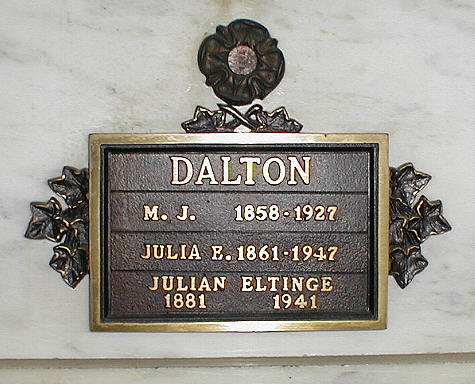 DALTON
M. J. 1858-1927
JULIA E. 1861-1947
JULIAN ELTINGE
1881 1941